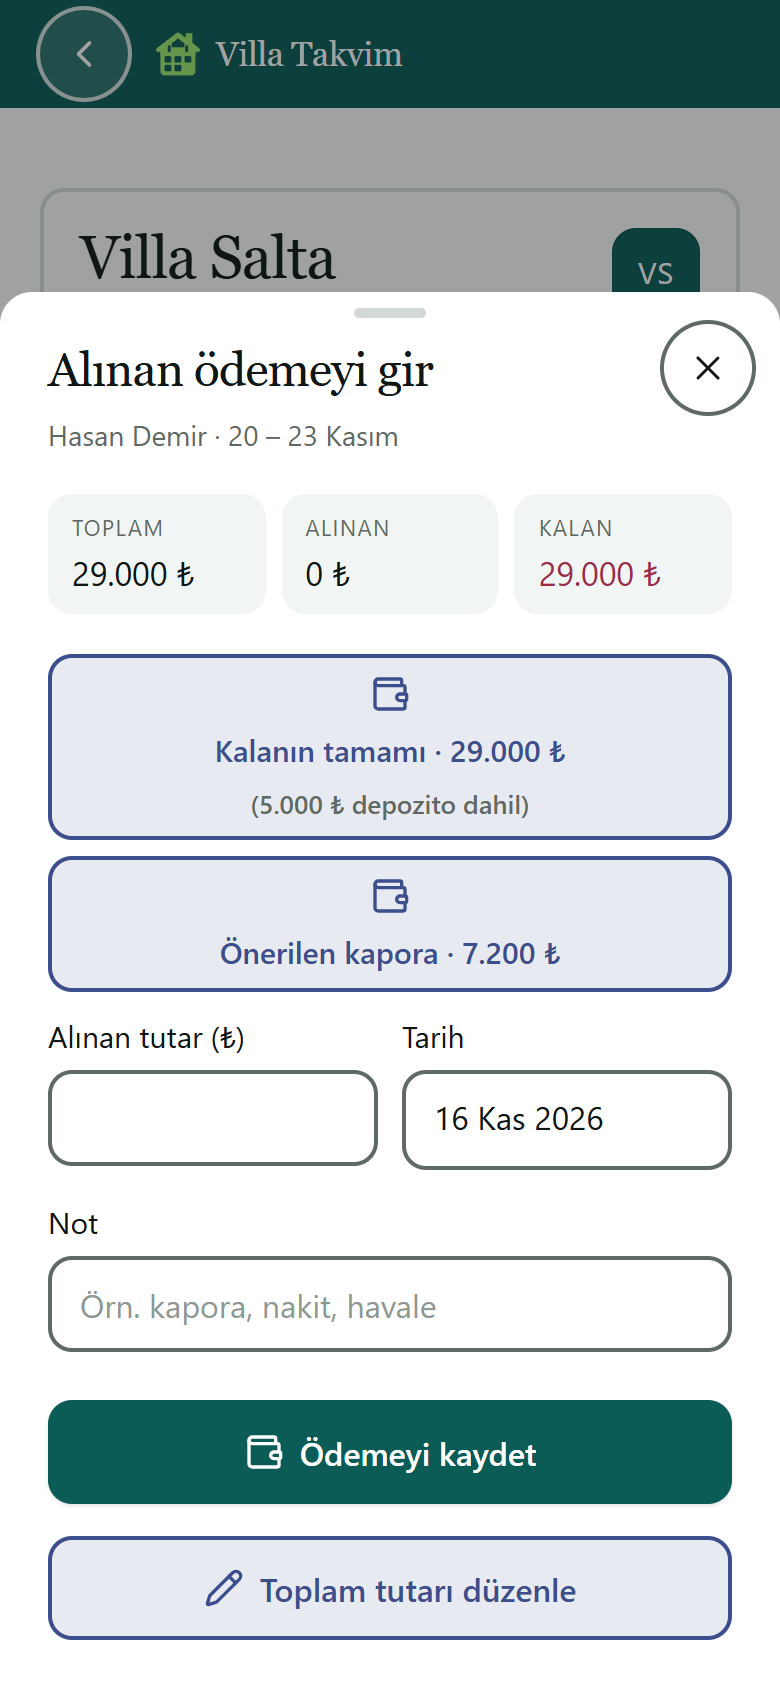 Villa Takvim
Villa Salta
VS
Alınan ödemeyi gir
Hasan Demir · 20 – 23 Kasım
TOPLAM
29.000 ₺
ALINAN
0 ₺
KALAN
29.000 ₺
Kalanın tamamı · 29.000 ₺
(5.000 ₺ depozito dahil)
Önerilen kapora · 7.200 ₺
Alınan tutar (₺)
Tarih
16 Kas 2026
Not
Örn. kapora, nakit, havale
Ödemeyi kaydet
Toplam tutarı düzenle